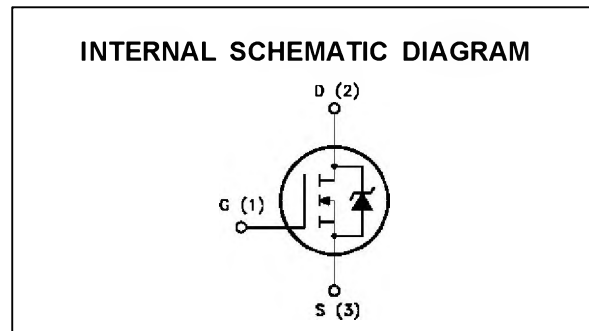 INTERNAL SCHEMATIC DIAGRAM
D (2)
G (1)
S (3)